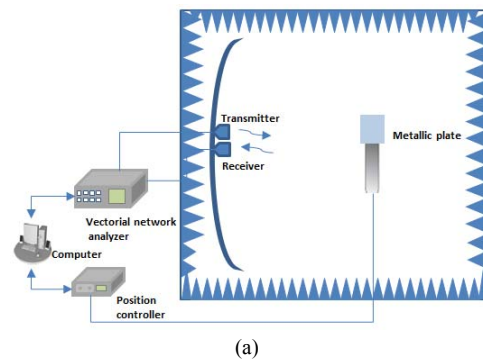 Transmitter
Metallic plate
Receiver
Vectorial network
analyzer
Computer
Position
controller
(a)